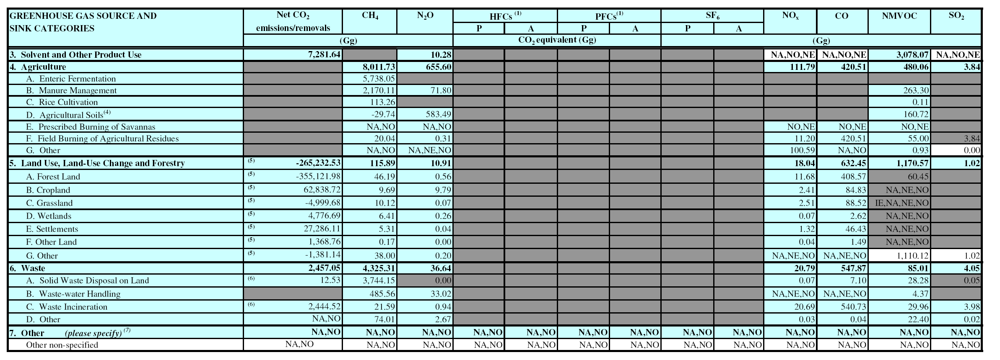 GREENHOUSE GAS SOURCE AND SINK CATEGORIES Net CO2 emissions/removals CH4 N2O HFCs (1) PFCs(1) SF6 NOx CO NMVOC SO2
P A P A P A
(Gg) CO2 equivalent (Gg) (Gg)
3. Solvent and Other Product Use 7,281.64 10.28 NA,NO,NE NA,NO,NE 3,078.07 NA,NO,NE
4. Agriculture 8,011.73 655.60 111.79 420.51 480.06 3.84
A. Enteric Fermentation 5,738.05
B. Manure Management 2,170.11 71.80 263.30
C. Rice Cultivation 113.26 0.11
D. Agricultural Soils(4) -29.74 583.49 160.72
E. Prescribed Burning of Savannas NA,NO NA,NO NO,NE NO,NE NO,NE
F. Field Burning of Agricultural Residues 20.04 0.31 11.20 420.51 55.00 3.84
G. Other NA,NO NA,NE,NO 100.59 NA,NO 0.93 0.00
5. Land Use, Land-Use Change and Forestry (5) -265,232.53 115.89 10.91 18.04 632.45 1,170.57 1.02
A. Forest Land (5) -355,121.98 46.19 0.56 11.68 408.57 60.45
B. Cropland (5) 62,838.72 9.69 9.79 2.41 84.83 NA,NE,NO
C. Grassland (5) -4,999.68 10.12 0.07 2.51 88.52 IE,NA,NE,NO
D. Wetlands (5) 4,776.69 6.41 0.26 0.07 2.62 NA,NE,NO
E. Settlements (5) 27,286.11 5.31 0.04 1.32 46.43 NA,NE,NO
F. Other Land (5) 1,368.76 0.17 0.00 0.04 1.49 NA,NE,NO
G. Other (5) -1,381.14 38.00 0.20 NA,NE,NO NA,NE,NO 1,110.12 1.02
6. Waste 2,457.05 4,325.31 36.64 20.79 547.87 85.01 4.05
A. Solid Waste Disposal on Land (6) 12.53 3,744.15 0.00 0.07 7.10 28.28 0.05
B. Waste-water Handling 485.56 33.02 NA,NE,NO NA,NE,NO 4.37
C. Waste Incineration (6) 2,444.52 21.59 0.94 20.69 540.73 29.96 3.98
D. Other NA,NO 74.01 2.67 0.03 0.04 22.40 0.02
7. Other (please specify) (7) NA,NO NA,NO NA,NO NA,NO NA,NO NA,NO NA,NO NA,NO NA,NO NA,NO NA,NO NA,NO NA,NO
Other non-specified NA,NO NA,NO NA,NO NA,NO NA,NO NA,NO NA,NO NA,NO NA,NO NA,NO NA,NO NA,NO NA,NO